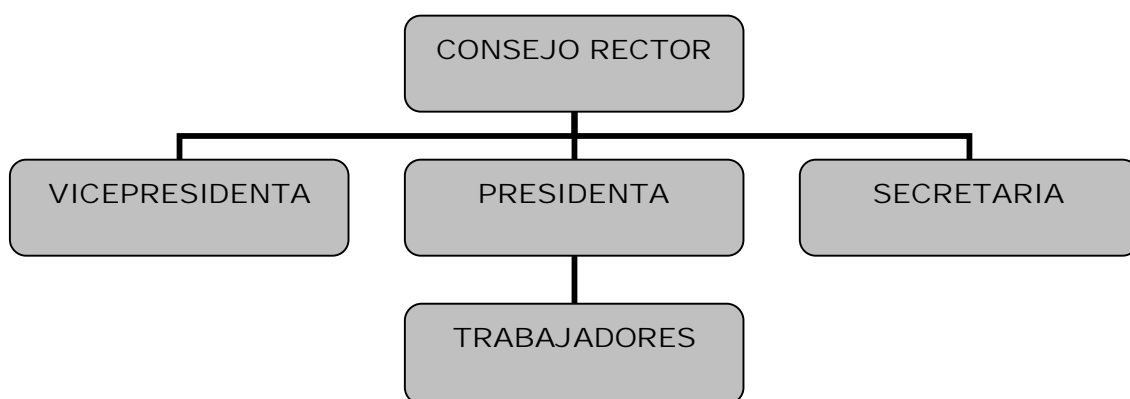 CONSEJO RECTOR
VICEPRESIDENTA
PRESIDENTA
SECRETARIA
TRABAJADORES